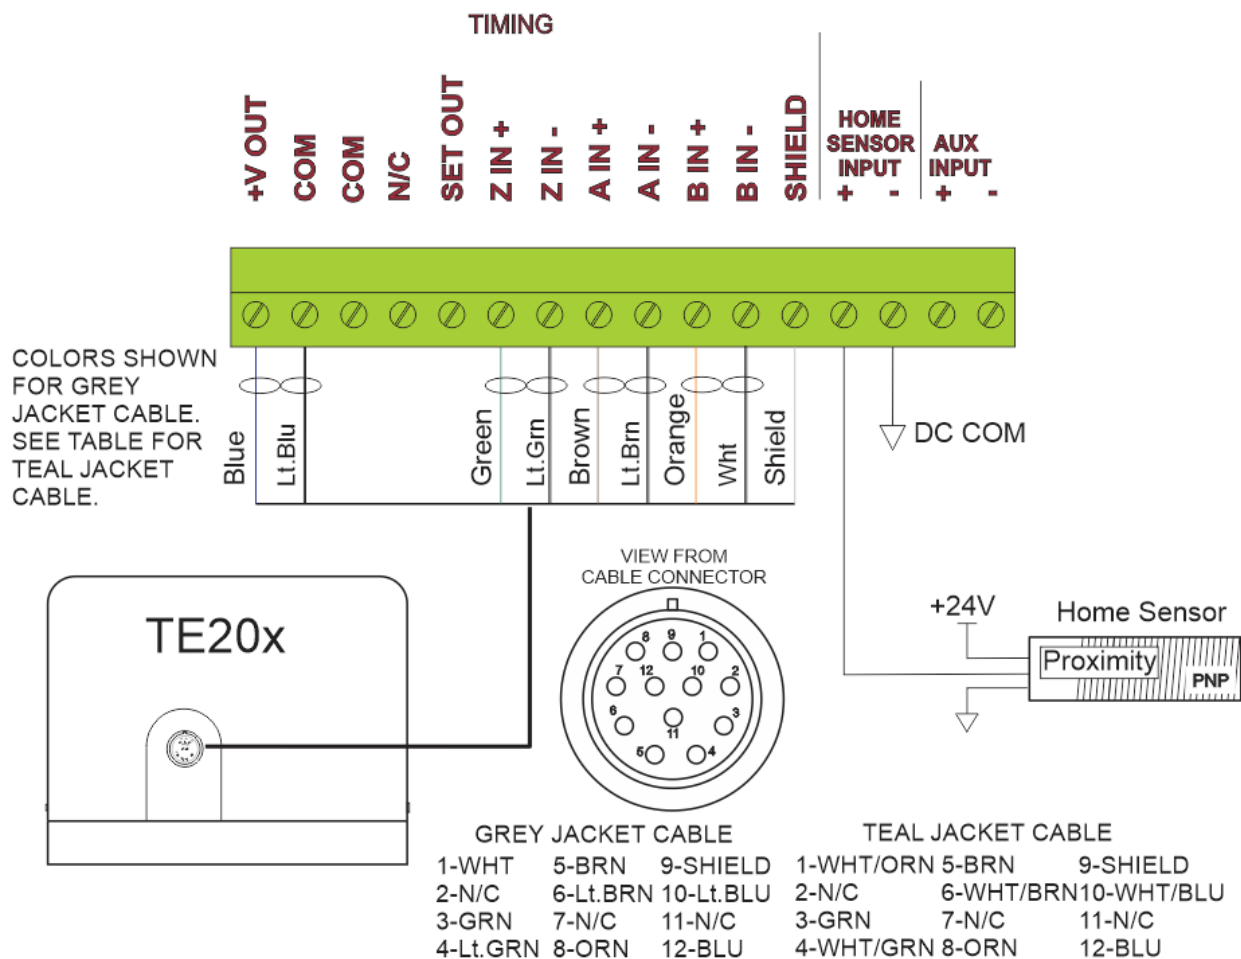 TIMING
+V OUT
COM
COM
N/C
SET OUT
Z IN +
Z IN -
A IN +
A IN -
B IN +
B IN -
SHIELD
HOME
SENSOR
INPUT
+ -
AUX
INPUT
+ -
COLORS SHOWN
FOR GREY
JACKET CABLE.
SEE TABLE FOR
TEAL JACKET
CABLE.
Blue
Lt.Blu
Green
Lt.Grn
Brown
Lt.Brn
Orange
Wht
Shield
DC COM
VIEW FROM
CABLE CONNECTOR
8 9 1
7 12 10 2
6 11 3
5 4
TE20x
+24V
Home Sensor
Proximity
PNP
GREY JACKET CABLE
1-WHT 5-BRN 9-SHIELD
2-N/C 6-Lt.BRN 10-Lt.BLU
3-GRN 7-N/C 11-N/C
4-Lt.GRN 8-ORN 12-BLU
TEAL JACKET CABLE
1-WHT/ORN 5-BRN 9-SHIELD
2-N/C 6-WHT/BRN 10-WHT/BLU
3-GRN 7-N/C 11-N/C
4-WHT/GRN 8-ORN 12-BLU